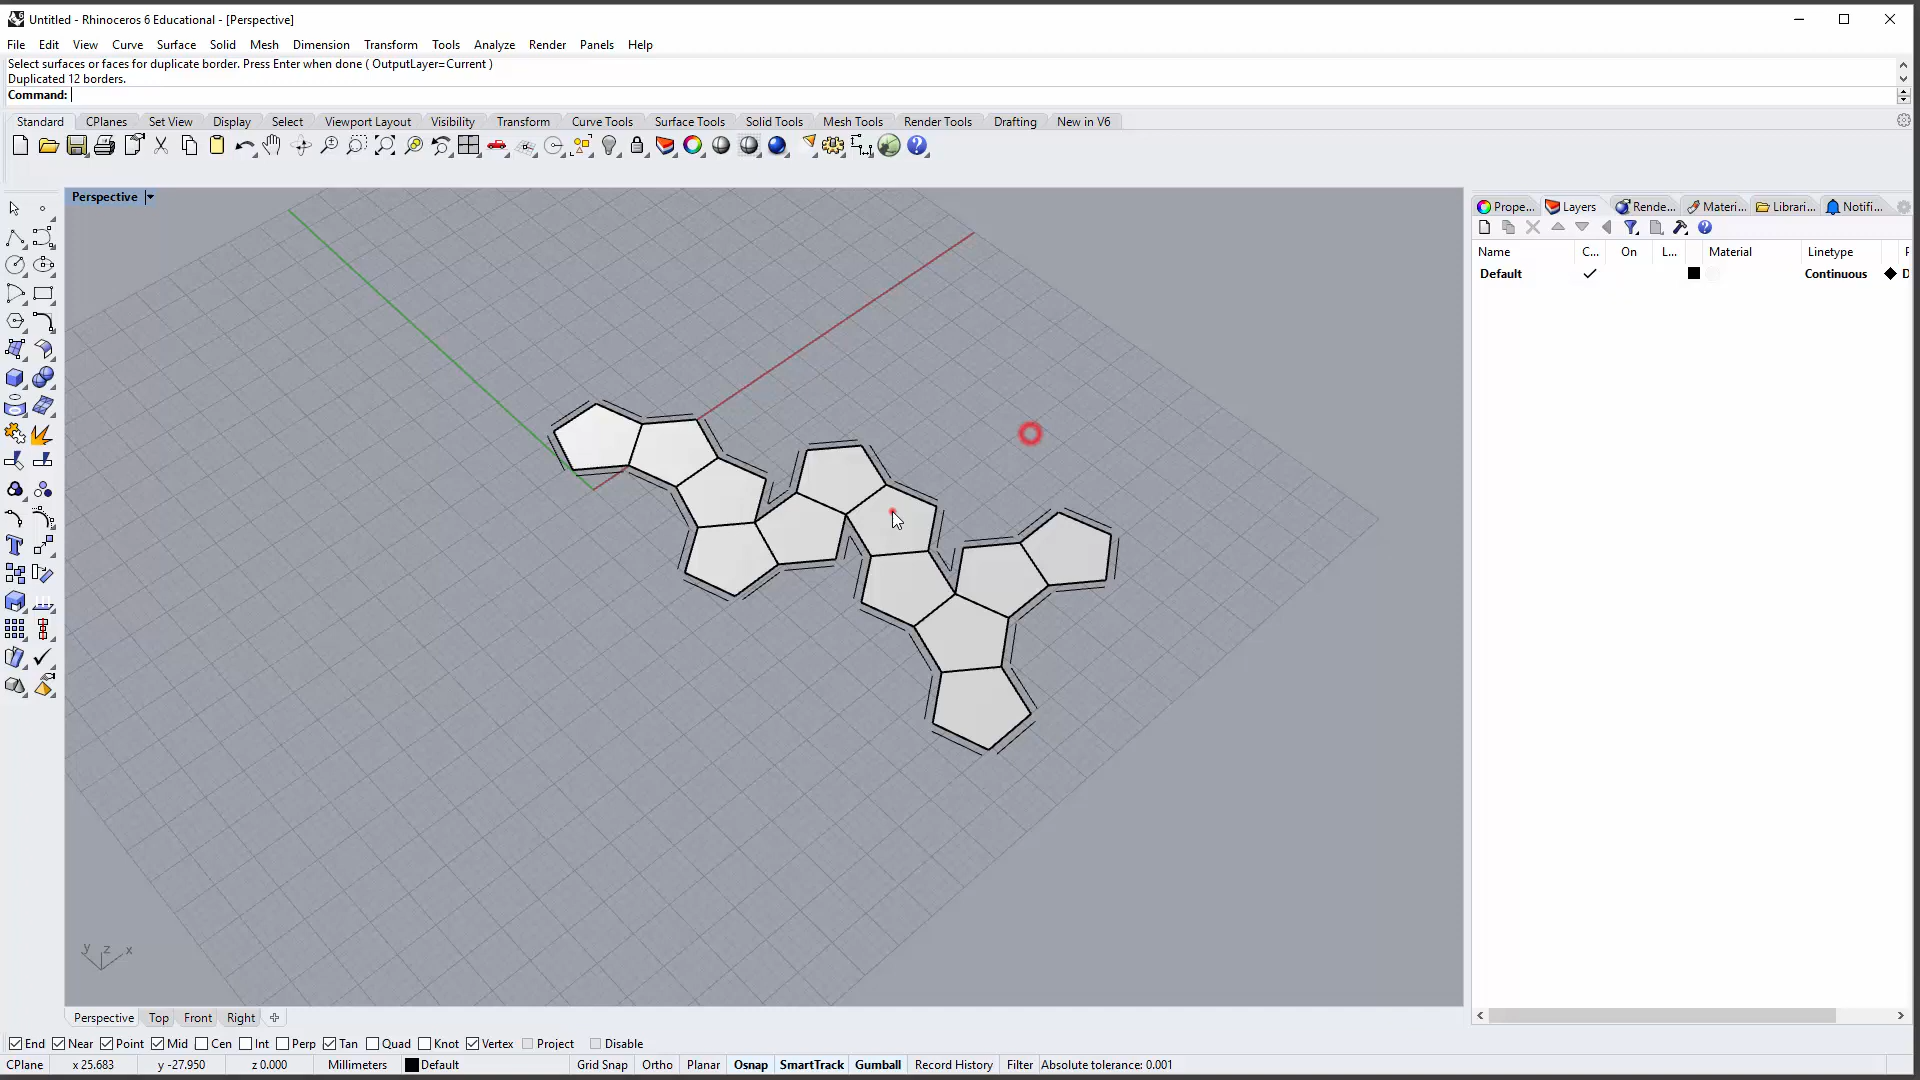 Untitled - Rhinoceros 6 Educational - [Perspective]
File Edit View Curve Surface Solid Mesh Dimension Transform Tools Analyze Render Panels Help
Select surfaces or faces for duplicate border. Press Enter when done ( OutputLayer=Current )
Duplicated 12 borders.
Command:
Standard CPlanes Set View Display Select Viewport Layout Visibility Transform Curve Tools Surface Tools Solid Tools Mesh Tools Render Tools Drafting New in V6
Perspective
Prope... Layers Rende... Materi... Librari... Notifi...
Name C... On L... Material Linetype
Default Continuous D
y z x
Perspective Top Front Right
End Near Point Mid Cen Int Perp Tan Quad Knot Vertex Project Disable
CPlane x 25.683 y -27.950 z 0.000 Millimeters Default Grid Snap Ortho Planar Osnap SmartTrack Gumball Record History Filter Absolute tolerance: 0.001